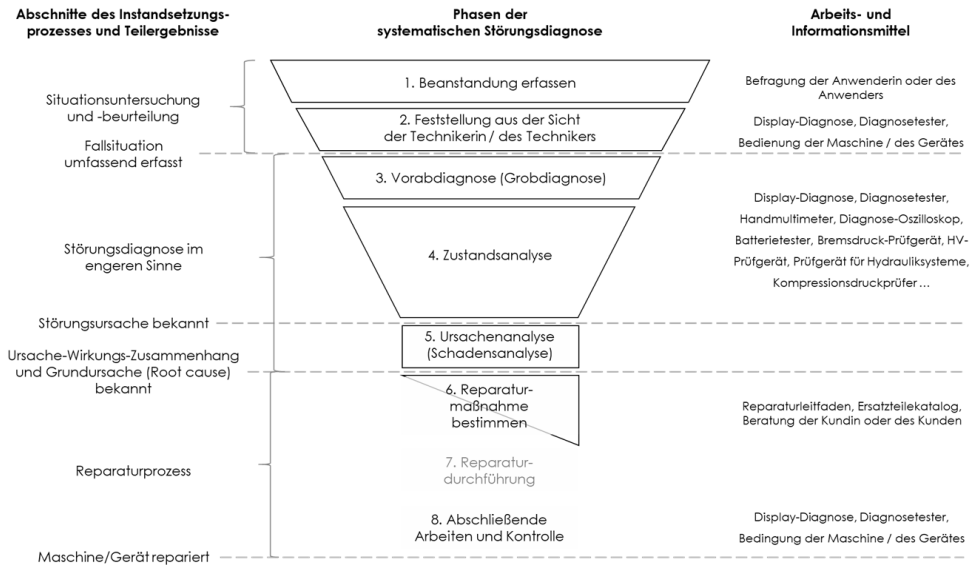 Abschnitte des Instandsetzungs-
prozesses und Teilergebnisse
Phasen der
systematischen Störungsdiagnose
Arbeits- und
Informationsmittel
Situationsuntersuchung
und -beurteilung
Fallsituation
umfassend erfasst
Störungsdiagnose im
engeren Sinne
Störungsursache bekannt
Ursache-Wirkungs-Zusammenhang
und Grundursache (Root cause)
bekannt
Reparaturprozess
Maschine/Gerät repariert
1. Beanstandung erfassen
2. Feststellung aus der Sicht
der Technikerin / des Technikers
3. Vorabdiagnose (Grobdiagnose)
4. Zustandsanalyse
5. Ursachenanalyse
(Schadensanalyse)
6. Reparatur-
maßnahme
bestimmen
7. Reparatur-
durchführung
8. Abschließende
Arbeiten und Kontrolle
Befragung der Anwenderin oder des
Anwenders
Display-Diagnose, Diagnosetester,
Bedienung der Maschine / des Gerätes
Display-Diagnose, Diagnosetester,
Handmultimeter, Diagnose-Oszilloskop,
Batterietester, Bremsdruck-Prüfgerät, HV-
Prüfgerät, Prüfgerät für Hydrauliksysteme,
Kompressionsdruckprüfer ...
Reparaturleitfaden, Ersatzteilekatalog,
Beratung der Kundin oder des Kunden
Display-Diagnose, Diagnosetester,
Bedingung der Maschine / des Gerätes